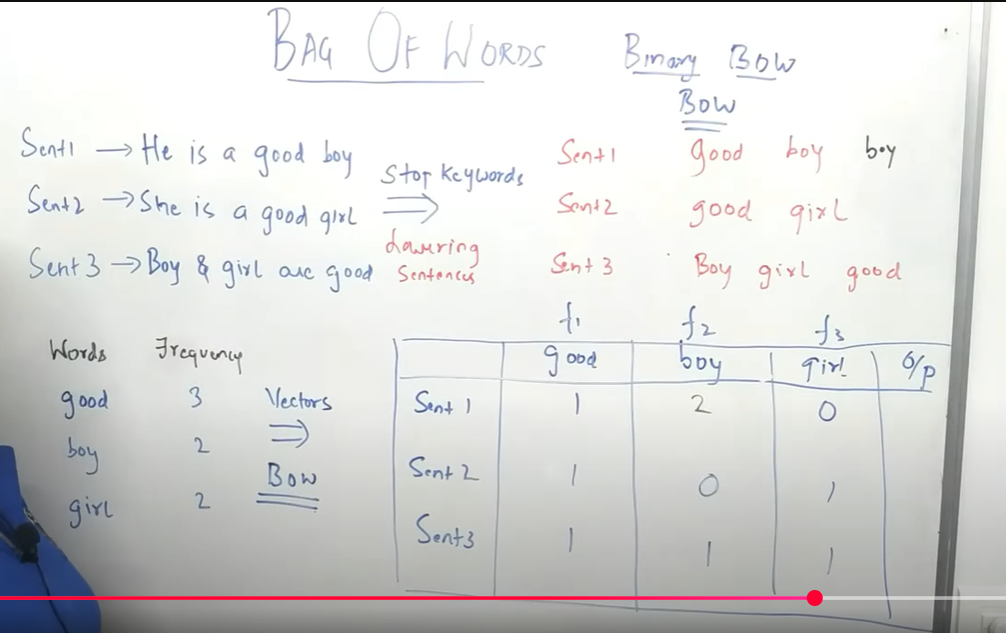 BAG OF WORDS
Binary BOW
BOW
Sent1 → He is a good boy
Sent2 → She is a good girl
Sent 3 → Boy & girl are good
Stop Keywords
⇒
Lowering
Sentences
Sent1 good boy boy
Sent2 good girl
Sent 3 Boy girl good
Words Frequency
good 3
boy 2
girl 2
Vectors
⇒
BOW
f1 f2 f3
good boy girl O/p
Sent 1 1 2 0
Sent 2 1 0 1
Sent3 1 1 1